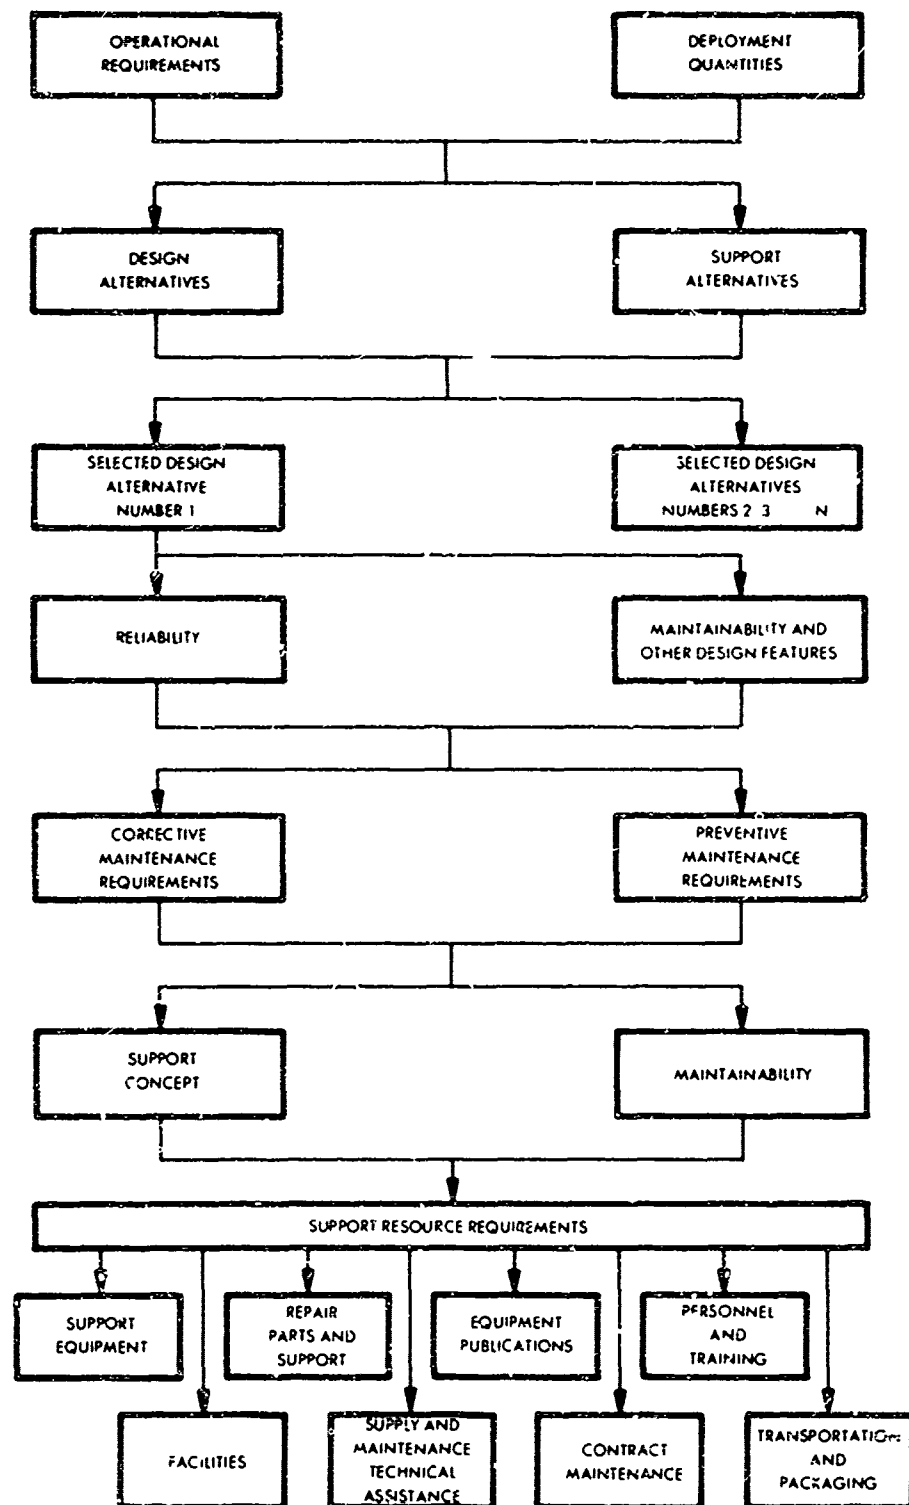 OPERATIONAL
REQUIREMENTS
DEPLOYMENT
QUANTITIES
DESIGN
ALTERNATIVES
SUPPORT
ALTERNATIVES
SELECTED DESIGN
ALTERNATIVE
NUMBER 1
SELECTED DESIGN
ALTERNATIVES
NUMBERS 2 3 N
RELIABILITY
MAINTAINABILITY AND
OTHER DESIGN FEATURES
CORRECTIVE
MAINTENANCE
REQUIREMENTS
PREVENTIVE
MAINTENANCE
REQUIREMENTS
SUPPORT
CONCEPT
MAINTAINABILITY
SUPPORT RESOURCE REQUIREMENTS
SUPPORT
EQUIPMENT
REPAIR
PARTS AND
SUPPORT
EQUIPMENT
PUBLICATIONS
PERSONNEL
AND
TRAINING
FACILITIES
SUPPLY AND
MAINTENANCE
TECHNICAL
ASSISTANCE
CONTRACT
MAINTENANCE
TRANSPORTATION
AND
PACKAGING